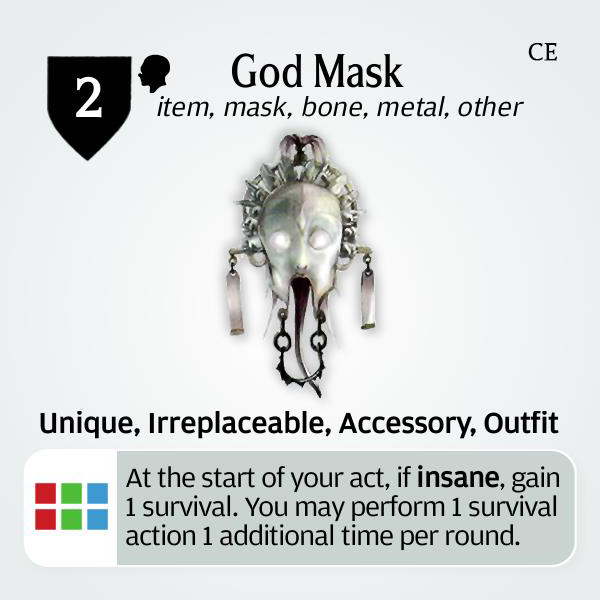 CE
2
God Mask
item, mask, bone, metal, other
Unique, Irreplaceable, Accessory, Outfit
At the start of your act, if insane, gain
1 survival. You may perform 1 survival
action 1 additional time per round.